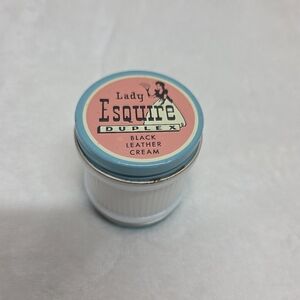 Lady
Esquire
DUPLEX
BLACK
LEATHER
CREAM